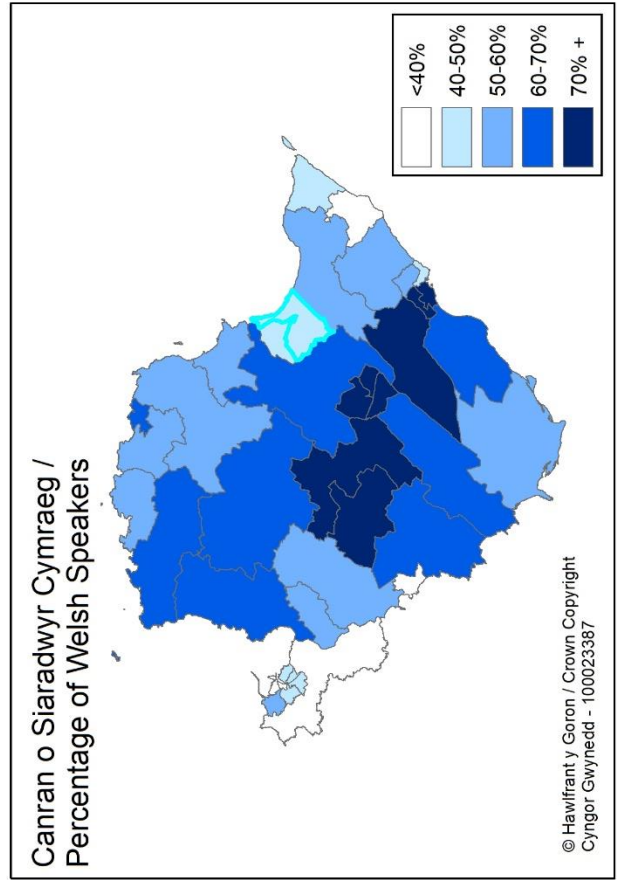 Canran o Siaradwyr Cymraeg /
Percentage of Welsh Speakers
<40%
40-50%
50-60%
60-70%
70% +
© Hawlfrant y Goron / Crown Copyright
Cyngor Gwynedd - 100023387